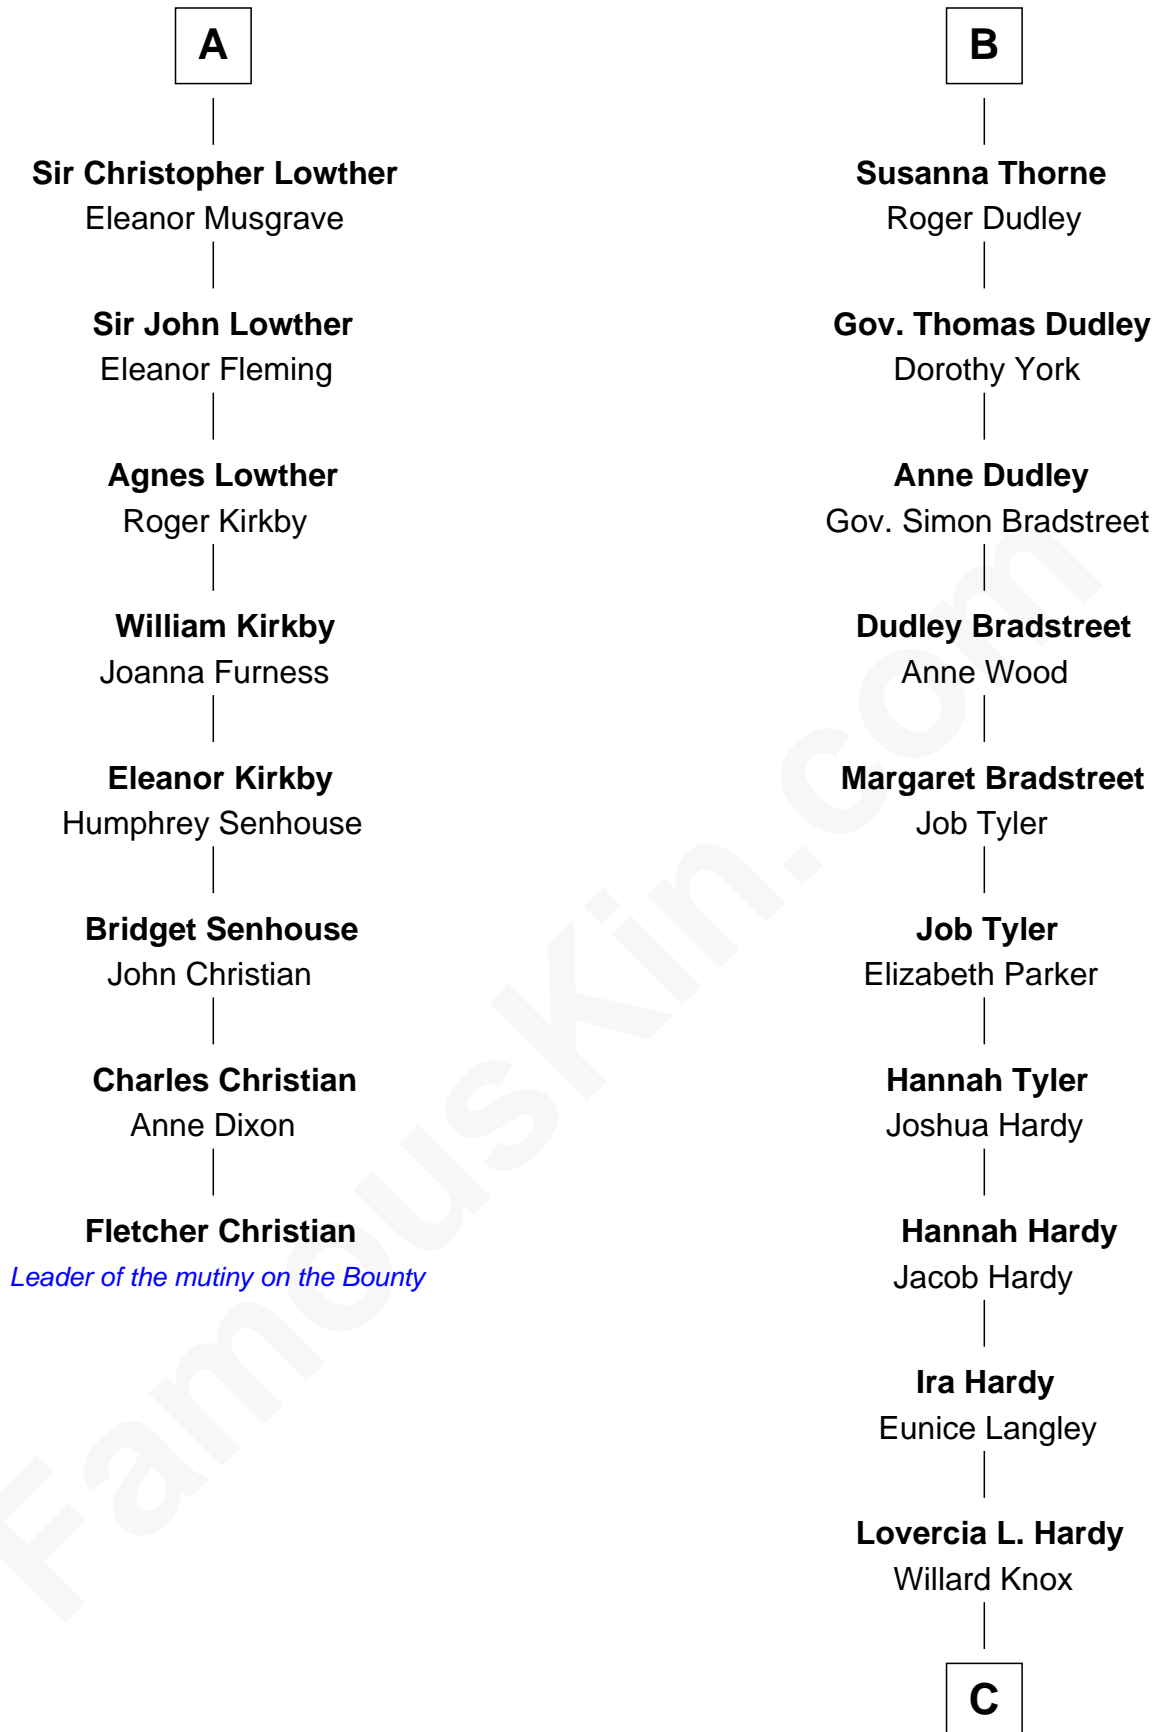 A
Sir Christopher Lowther
Eleanor Musgrave
Sir John Lowther
Eleanor Fleming
Agnes Lowther
Roger Kirkby
William Kirkby
Joanna Furness
Eleanor Kirkby
Humphrey Senhouse
Bridget Senhouse
John Christian
Charles Christian
Anne Dixon
Fletcher Christian
Leader of the mutiny on the Bounty
B
Susanna Thorne
Roger Dudley
Gov. Thomas Dudley
Dorothy York
Anne Dudley
Gov. Simon Bradstreet
Dudley Bradstreet
Anne Wood
Margaret Bradstreet
Job Tyler
Job Tyler
Elizabeth Parker
Hannah Tyler
Joshua Hardy
Hannah Hardy
Jacob Hardy
Ira Hardy
Eunice Langley
Lovercia L. Hardy
Willard Knox
C
FamousKin.com